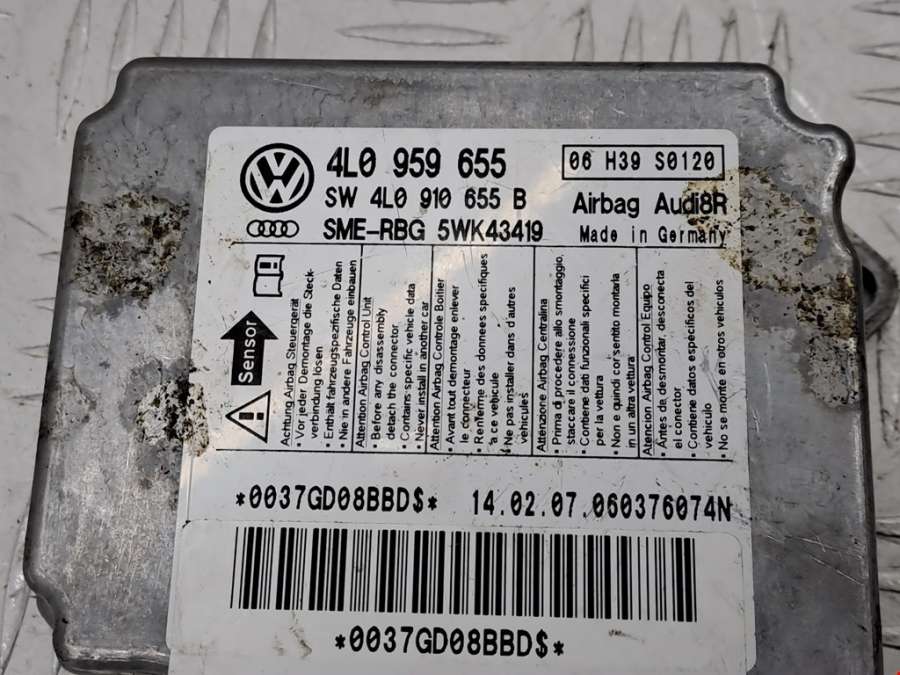 4L0 959 655
06 H39 S0120
SW 4L0 910 655 B
Airbag Audi8R
SME-RBG 5WK43419
Made in Germany
Sensor
Achtung Airbag Steuergerät
• Vor jeder Demontage die Steck-
verbindung lösen
• Enthält fahrzeugspezifische Daten
• Nie in andere Fahrzeuge einbauen
Attention Airbag Control Unit
• Before any disassembly
detach the connector
• Contains specific vehicle data
• Never install in another car
Attention Airbag Controle Boitier
• Avant tout demontage enlever
le connecteur
• Renferme des donnees specifiques
a ce vehicule
• Ne pas installer dans d'autres
véhicules
Attenzione Airbag Centralina
• Prima di procedere allo smontaggio,
staccare il connessione
• Contiene dati funzionali specifici
per la vettura
• Non e quindi consentito montarla
in un altra vettura
Atencion Airbag Control Equipo
• Antes de desmontar, desconecta
el conector
• Contiene datos espécificos del
vehiculo
• No se monte en otros vehiculos
*0037GD08BBD$*
14.02.07.060376074N
*0037GD08BBD$*